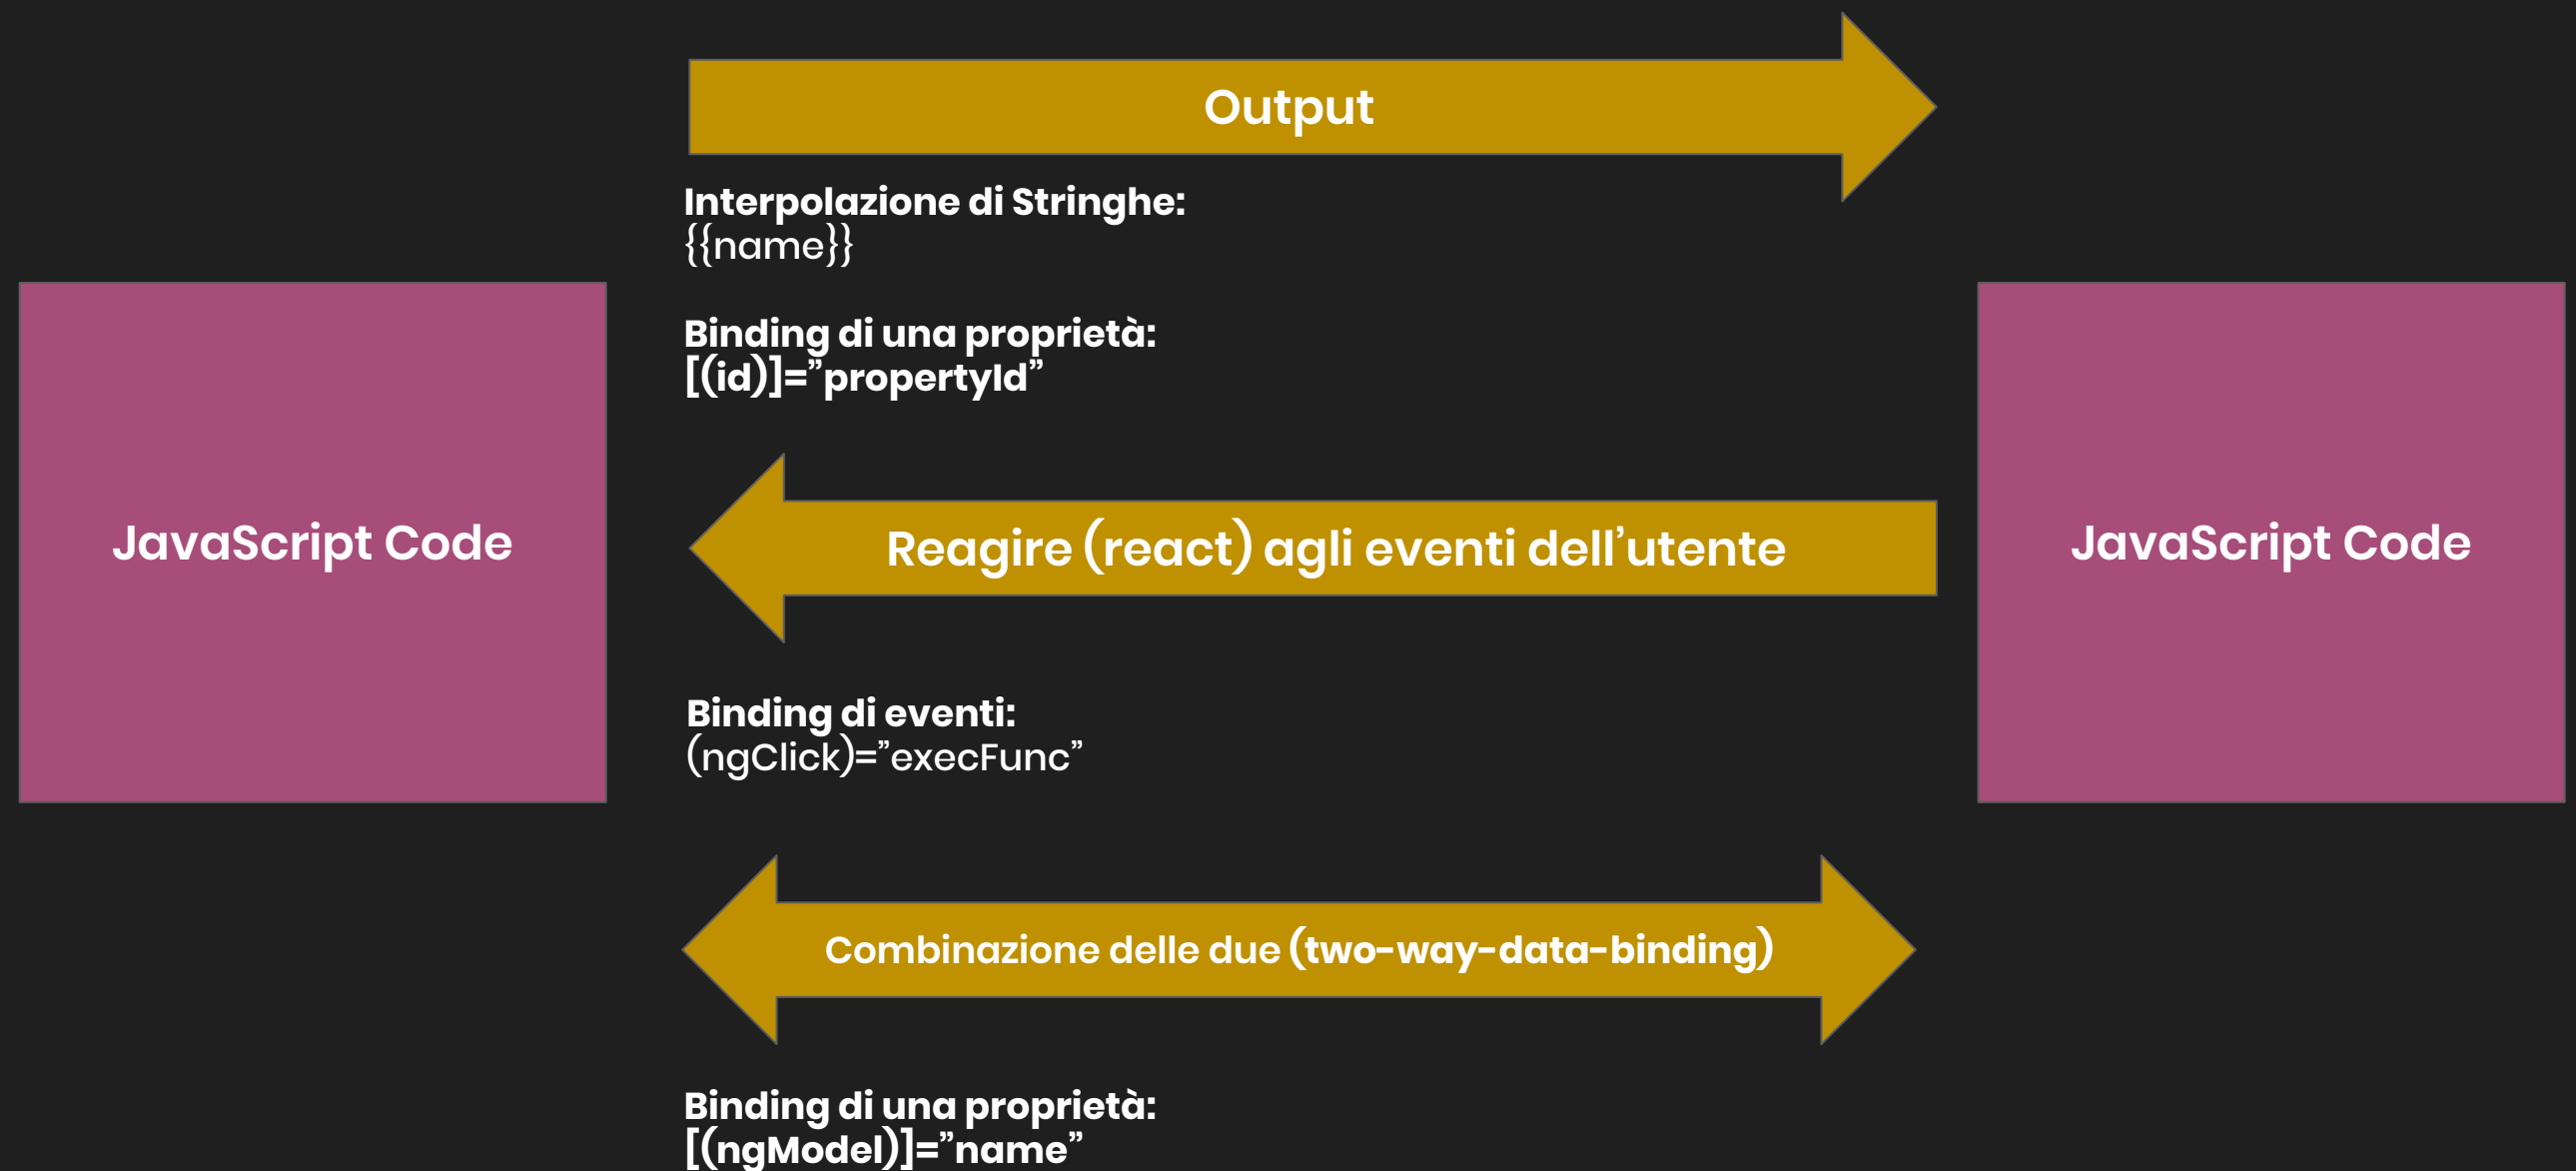 Output
Interpolazione di Stringhe:
{{name}}
Binding di una proprietà:
[(id)]=”propertyId”
JavaScript Code
Reagire (react) agli eventi dell’utente
JavaScript Code
Binding di eventi:
(ngClick)=”execFunc”
Combinazione delle due (two-way-data-binding)
Binding di una proprietà:
[(ngModel)]=”name”